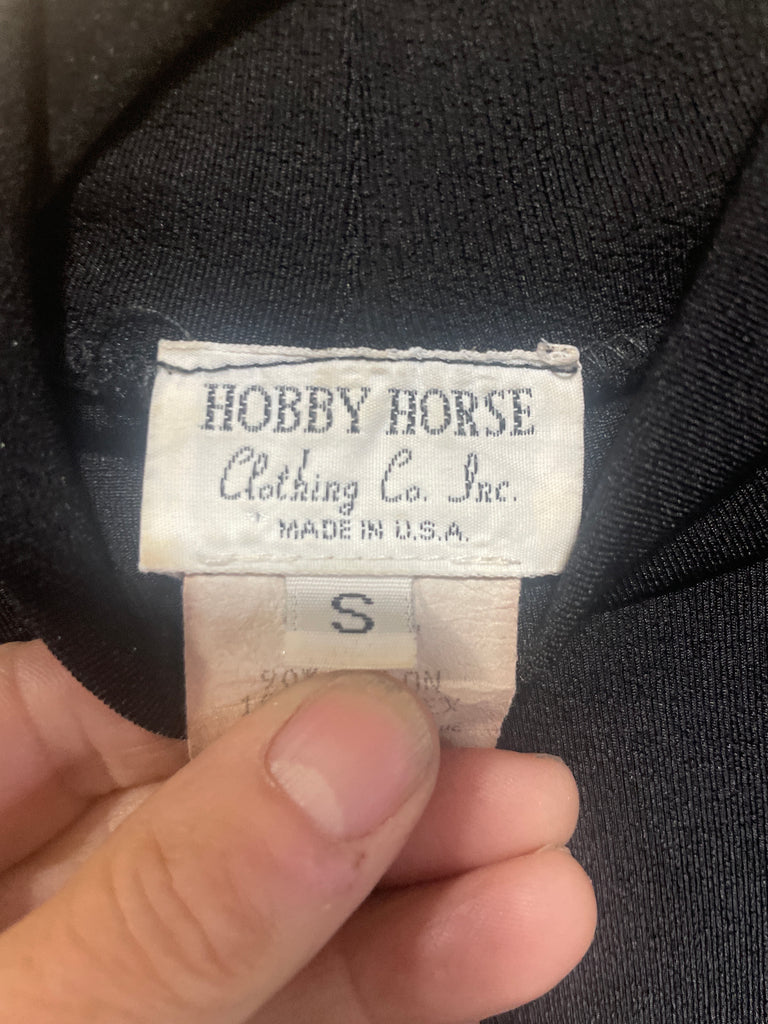 HOBBY HORSE
Clothing Co. Inc.
MADE IN U.S.A.
S